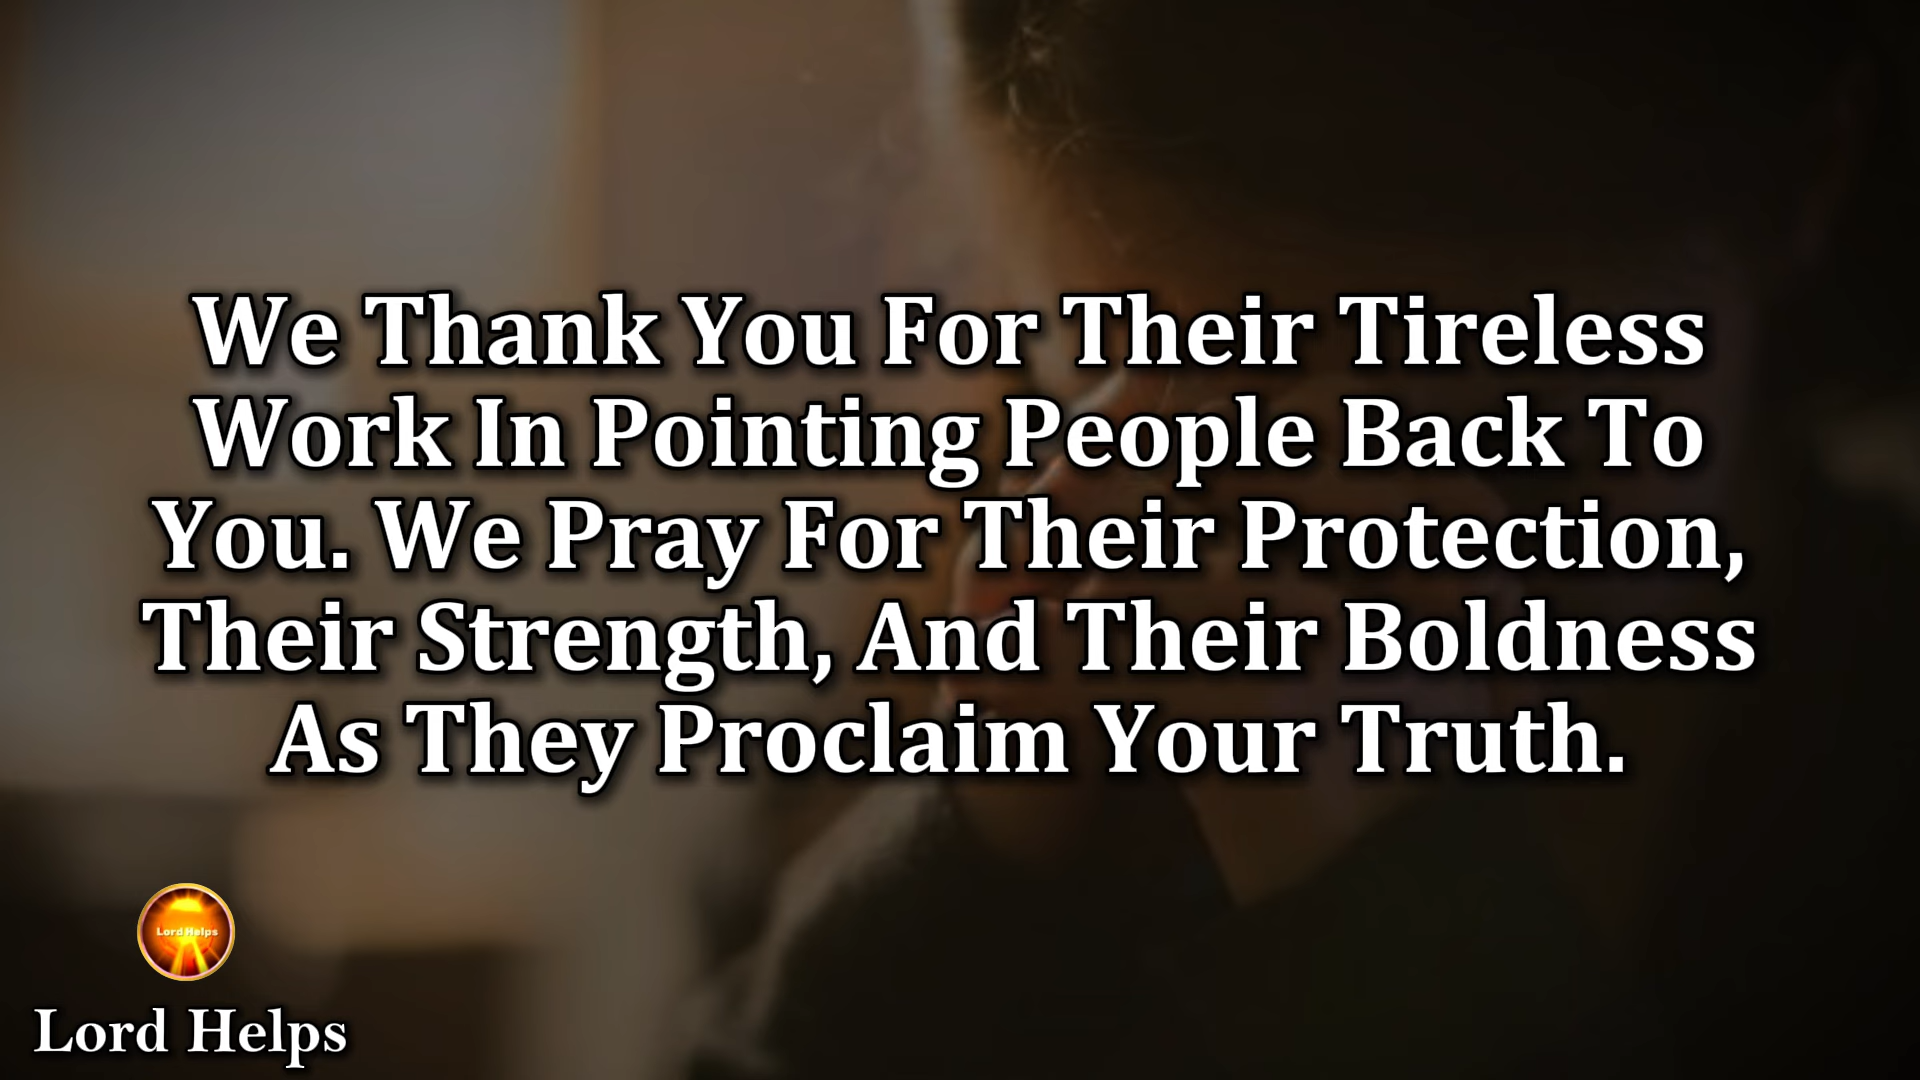 We Thank You For Their Tireless
Work In Pointing People Back To
You. We Pray For Their Protection,
Their Strength, And Their Boldness
As They Proclaim Your Truth.
Lord Helps
Lord Helps